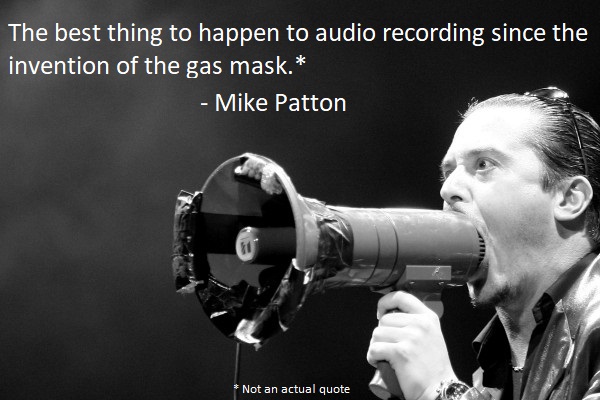 The best thing to happen to audio recording since the
invention of the gas mask.*
- Mike Patton
* Not an actual quote